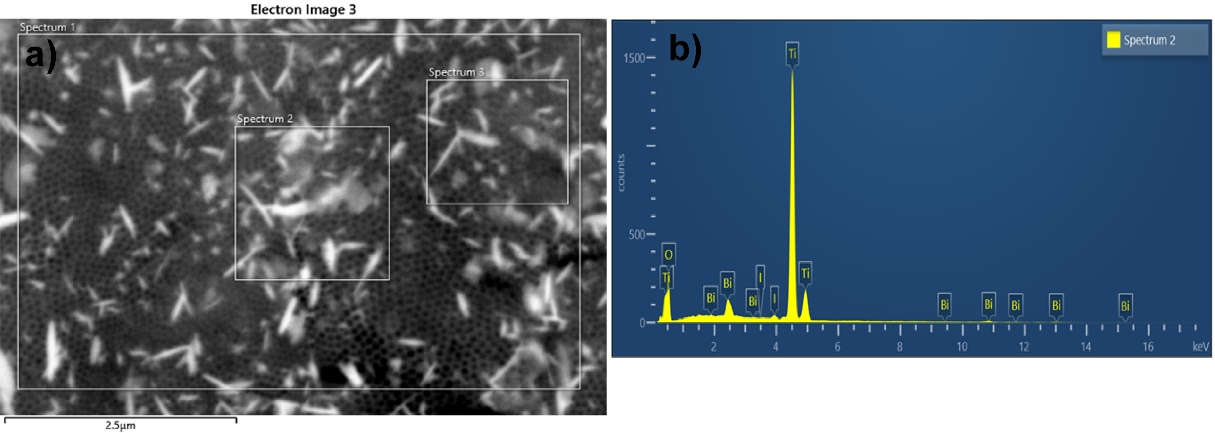 Electron Image 3
Spectrum 1
a)
Spectrum 3
Spectrum 2
2.5µm
b)
Spectrum 2
1500
500
0
counts
Ti
O
Ti
Bi
Bi
Bi
I
I
Ti
Bi
Bi
Bi
Bi
Bi
2
4
6
8
10
12
14
16
keV